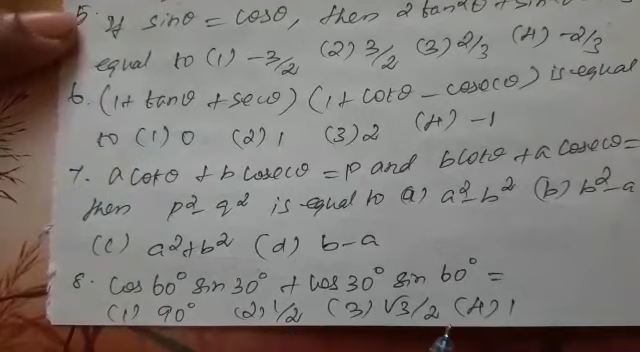 5. If sinθ = cosθ, then 2 tan2θ + sin
equal to (1) -3/2 (2) 3/2 (3) 2/3 (4) -2/3
6. (1+ tanθ + secθ) (1 + cotθ - cosecθ) is equal
to (1) 0 (2) 1 (3) 2 (4) -1
7. a cotθ + b cosecθ = p and b cotθ + a cosecθ =
then p² - q² is equal to (a) a² - b² (b) b² - a
(c) a² + b² (d) b - a
8. cos 60° sin 30° + cos 30° sin 60° =
(1) 90° (2) 1/2 (3) √3/2 (4) 1